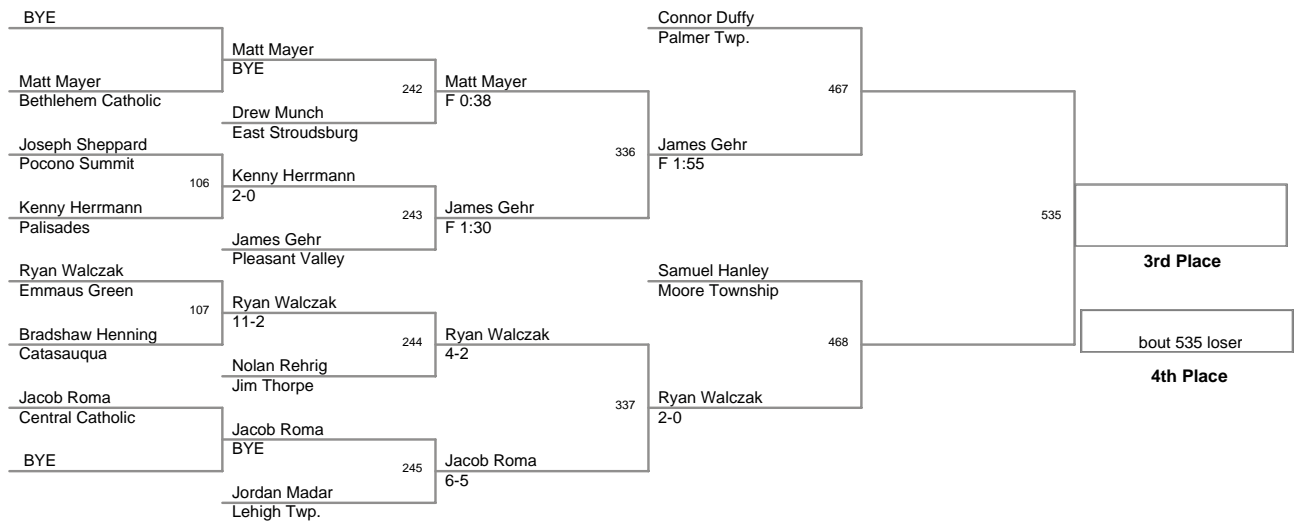 BYE
Matt Mayer
Bethlehem Catholic
Joseph Sheppard
Pocono Summit
106
Kenny Herrmann
Palisades
Ryan Walczak
Emmaus Green
107
Bradshaw Henning
Catasauqua
Jacob Roma
Central Catholic
BYE
Matt Mayer
BYE
242
Drew Munch
East Stroudsburg
Kenny Herrmann
2-0
243
James Gehr
Pleasant Valley
Ryan Walczak
11-2
244
Nolan Rehrig
Jim Thorpe
Jacob Roma
BYE
245
Jordan Madar
Lehigh Twp.
Matt Mayer
F 0:38
336
James Gehr
F 1:30
Ryan Walczak
4-2
337
Jacob Roma
6-5
Connor Duffy
Palmer Twp.
467
James Gehr
F 1:55
Samuel Hanley
Moore Township
468
Ryan Walczak
2-0
535
3rd Place
bout 535 loser
4th Place